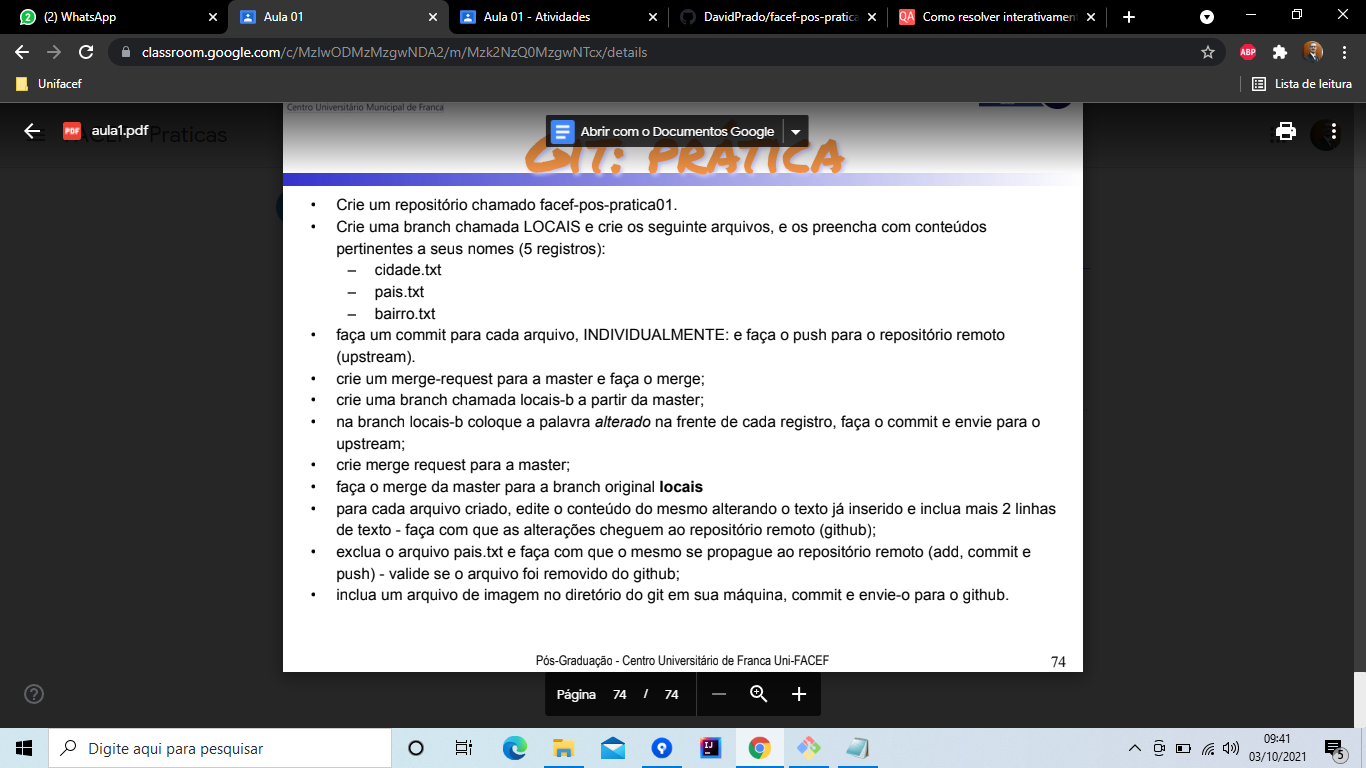 (2) WhatsApp
Aula 01
Aula 01 - Atividades
DavidPrado/facef-pos-pratica
Como resolver interativamen
classroom.google.com/c/MzIwODMzMzgwNDA2/m/Mzk2NzQ0MzgwNTcx/details
ABP
Unifacef
Lista de leitura
Centro Universitário Municipal de Franca
PDF aula1.pdf
Praticas
Abrir com o Documentos Google
GIT: PRÁTICA
• Crie um repositório chamado facef-pos-pratica01.
• Crie uma branch chamada LOCAIS e crie os seguinte arquivos, e os preencha com conteúdos
pertinentes a seus nomes (5 registros):
– cidade.txt
– pais.txt
– bairro.txt
• faça um commit para cada arquivo, INDIVIDUALMENTE: e faça o push para o repositório remoto
(upstream).
• crie um merge-request para a master e faça o merge;
• crie uma branch chamada locais-b a partir da master;
• na branch locais-b coloque a palavra alterado na frente de cada registro, faça o commit e envie para o
upstream;
• crie merge request para a master;
• faça o merge da master para a branch original locais
• para cada arquivo criado, edite o conteúdo do mesmo alterando o texto já inserido e inclua mais 2 linhas
de texto - faça com que as alterações cheguem ao repositório remoto (github);
• exclua o arquivo pais.txt e faça com que o mesmo se propague ao repositório remoto (add, commit e
push) - valide se o arquivo foi removido do github;
• inclua um arquivo de imagem no diretório do git em sua máquina, commit e envie-o para o github.
Pós-Graduação - Centro Universitário de Franca Uni-FACEF
74
Página 74 / 74
Digite aqui para pesquisar
09:41
03/10/2021
5